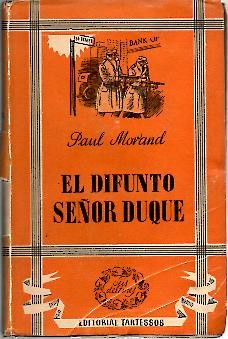 BANK OF
Paul Morand
EL DIFUNTO
SEÑOR DUQUE
EDITORIAL TARTESSOS